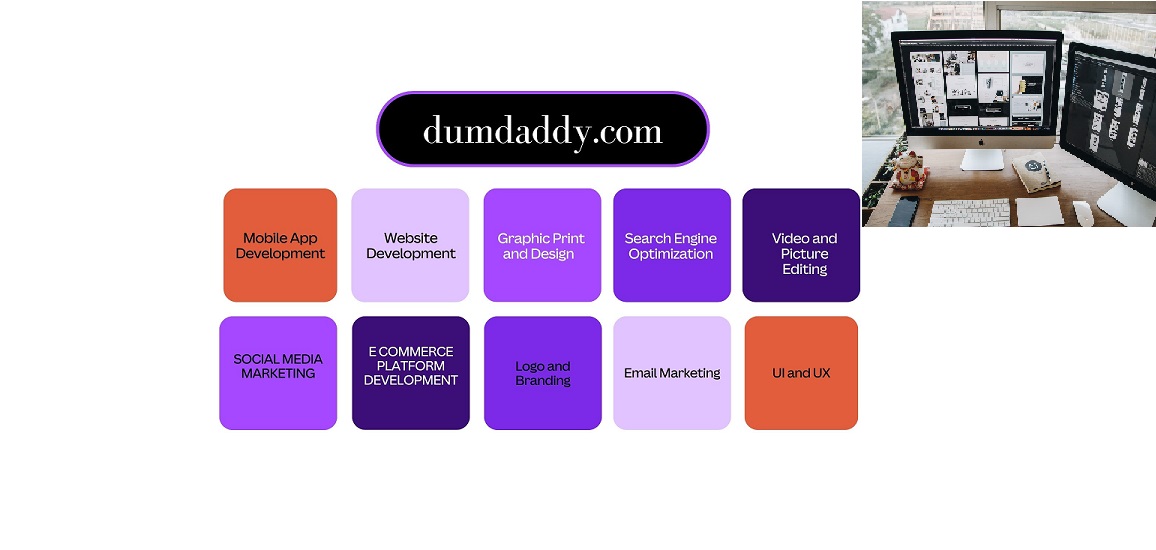 dumdaddy.com
Mobile App
Development
Website
Development
Graphic Print
and Design
Search Engine
Optimization
Video and
Picture
Editing
SOCIAL MEDIA
MARKETING
E COMMERCE
PLATFORM
DEVELOPMENT
Logo and
Branding
Email Marketing
UI and UX